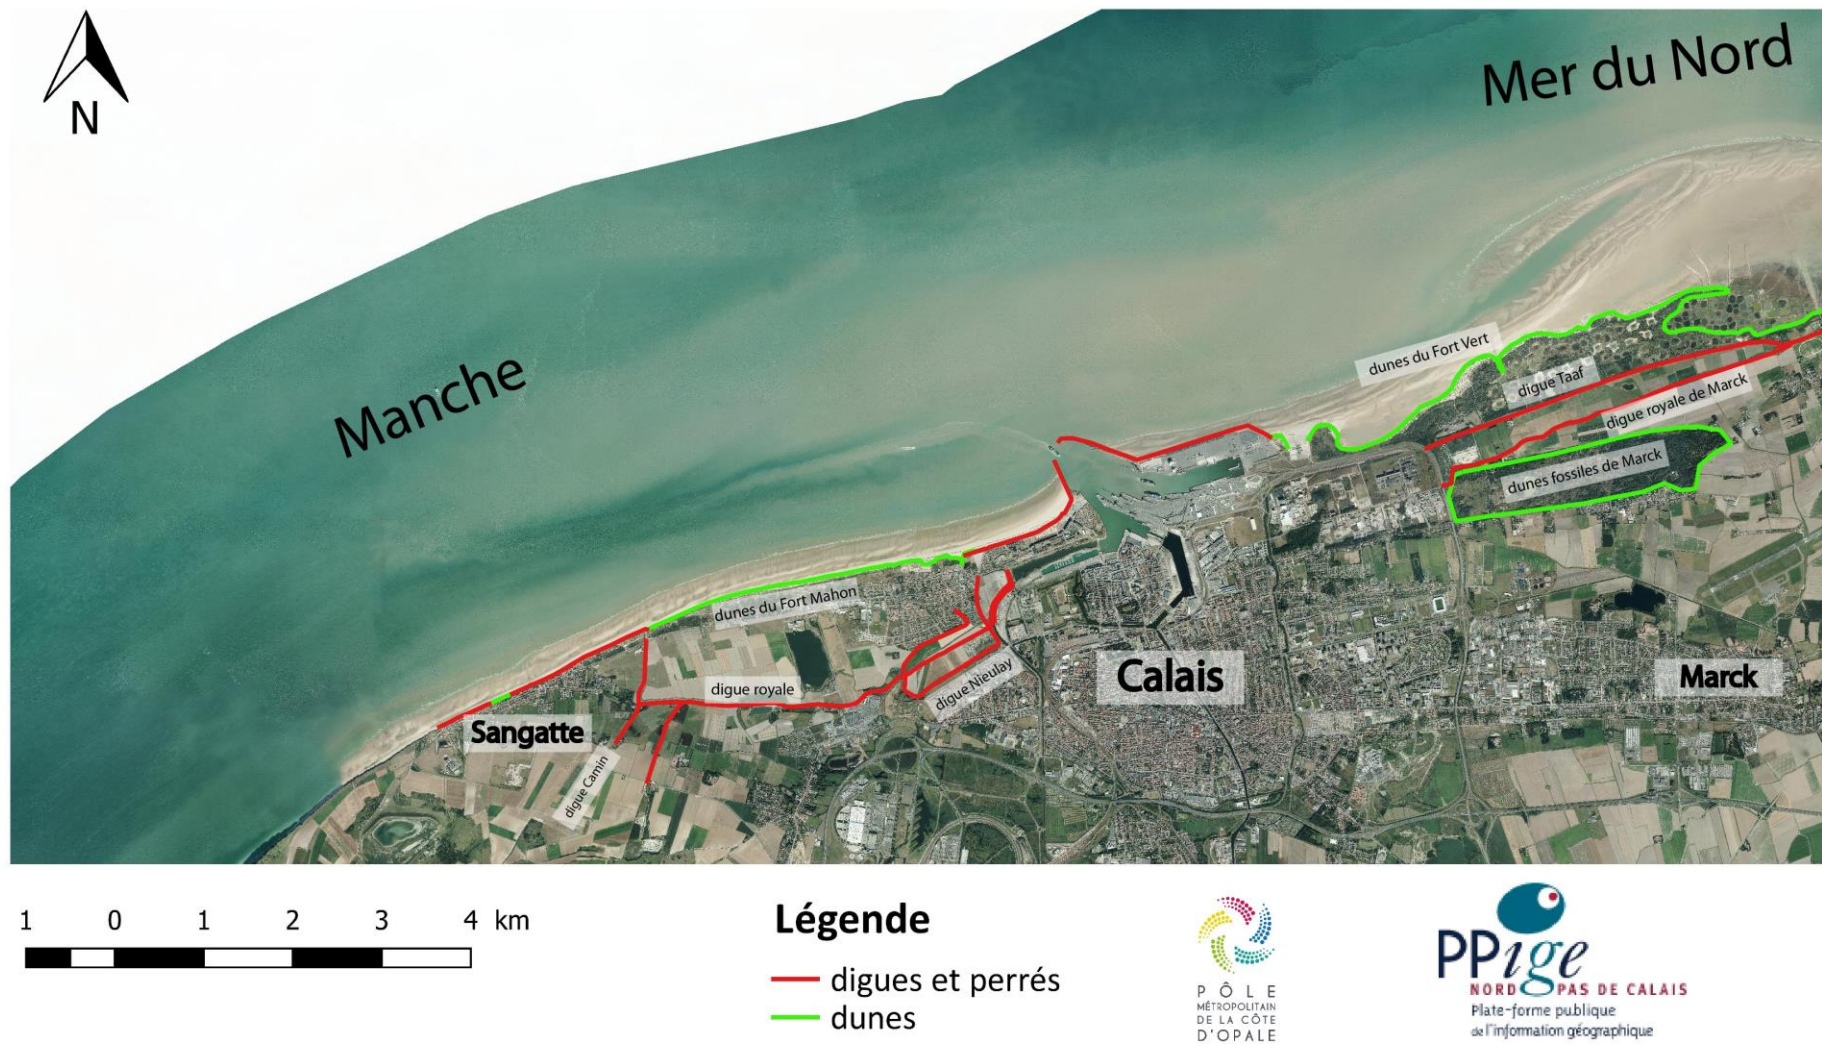 N
Mer du Nord
Manche
dunes du Fort Vert
digue Taaf
digue royale de Marck
dunes fossiles de Marck
dunes du Fort Mahon
digue royale
digue Nieulay
Calais
Marck
Sangatte
digue Camin
1 0 1 2 3 4 km
Légende
digues et perrés
dunes
PÔLE
MÉTROPOLITAIN
DE LA CÔTE
D'OPALE
PPige
NORD PAS DE CALAIS
Plate-forme publique
de l'information géographique